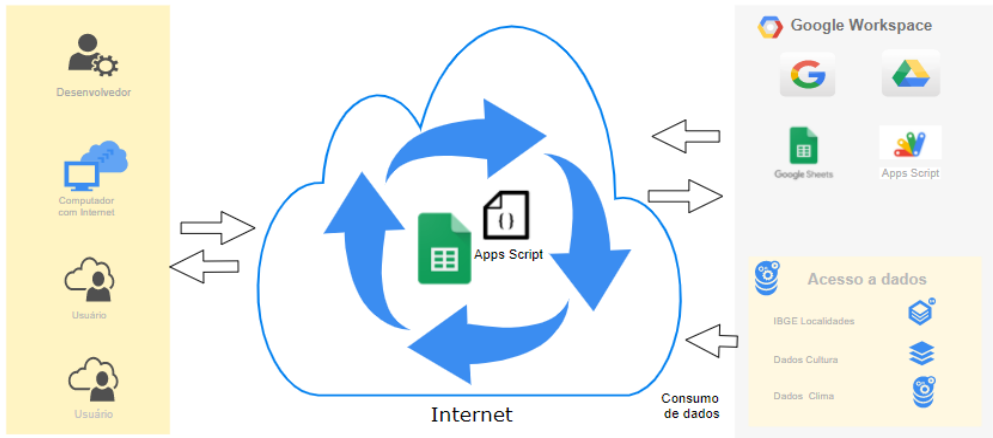 Desenvolvedor
Computador
com Internet
Usuário
Usuário
{}
Apps Script
Internet
Consumo
de dados
Google Workspace
G
Google Sheets
Apps Script
Acesso a dados
IBGE Localidades
Dados Cultura
Dados Clima